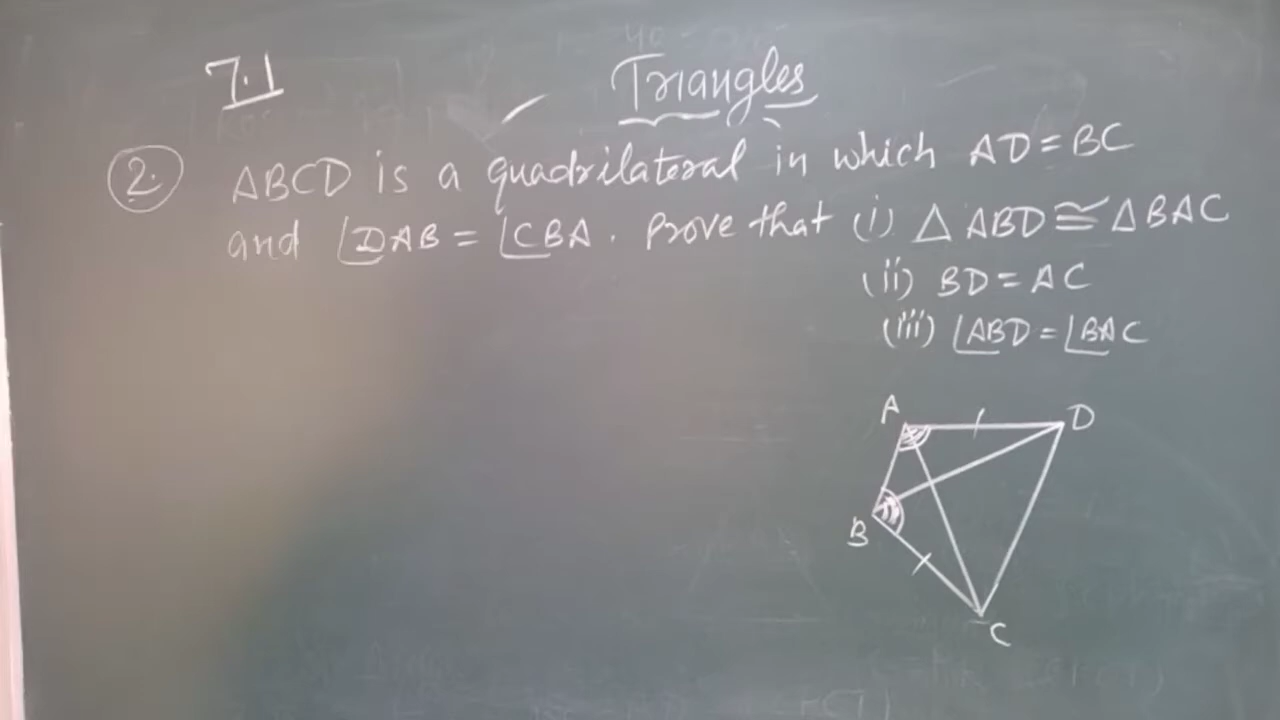 7.1
Triangles
2. ABCD is a quadrilateral in which AD = BC
and ∠DAB = ∠CBA. Prove that (i) △ ABD ≅ △BAC
(ii) BD = AC
(iii) ∠ABD = ∠BAC
A D
B
C